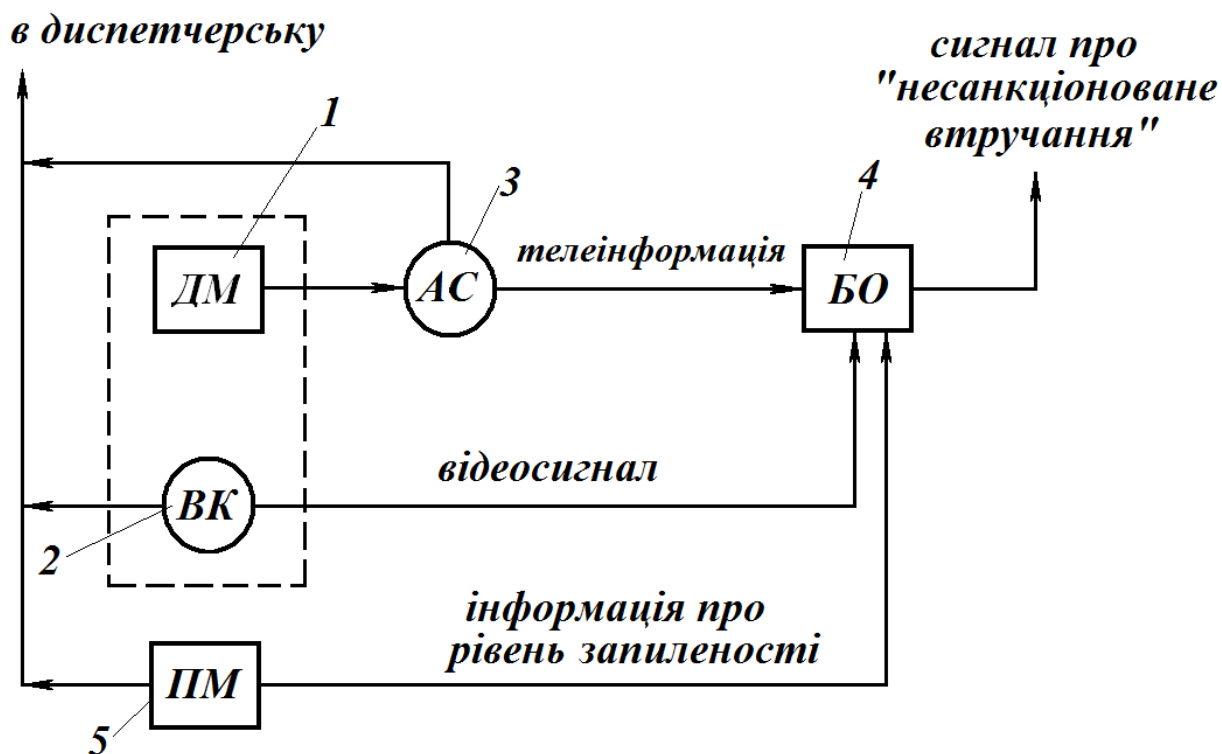 в диспетчерську
сигнал про
"несанкціоноване
втручання"
1
3
4
телеінформація
ДМ
АС
БО
відеосигнал
ВК
2
інформація про
рівень запиленості
ПМ
5